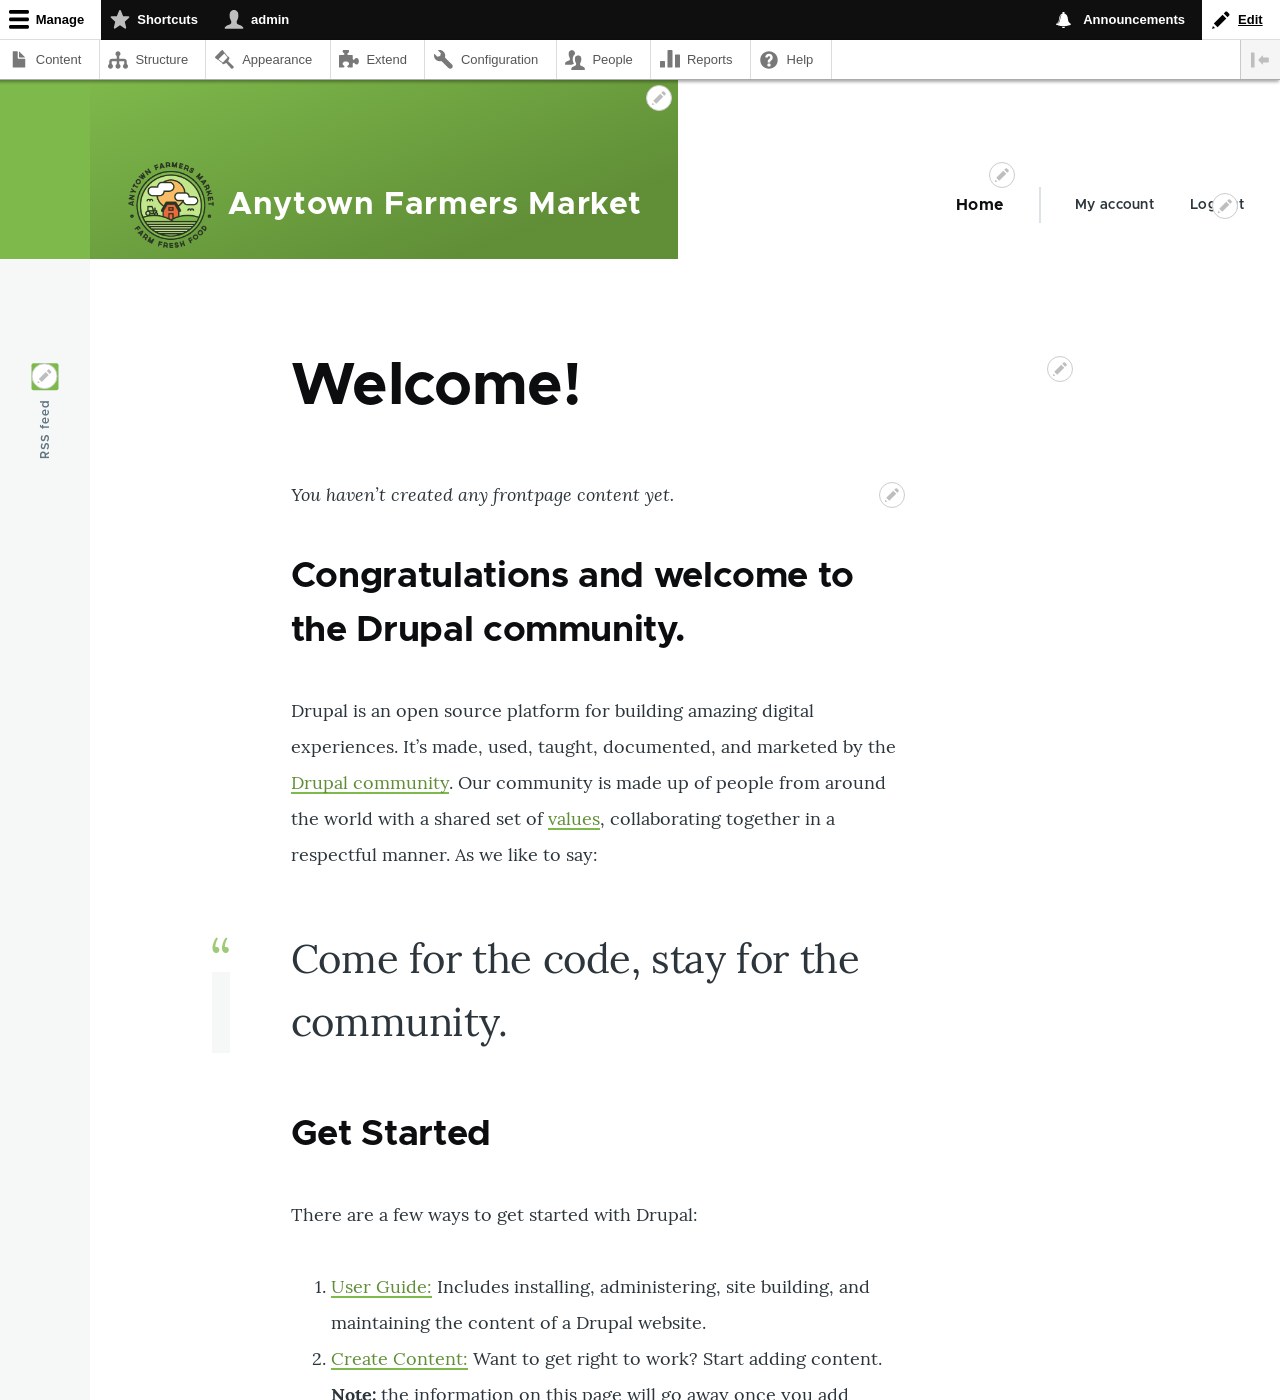 Manage Shortcuts admin Announcements Edit
Content Structure Appearance Extend Configuration People Reports Help
ANYTOWN FARMERS MARKET
FARM FRESH FOOD
Anytown Farmers Market
Home My account
RSS feed
Welcome!
You haven’t created any frontpage content yet.
Congratulations and welcome to
the Drupal community.
Drupal is an open source platform for building amazing digital
experiences. It’s made, used, taught, documented, and marketed by the
Drupal community. Our community is made up of people from around
the world with a shared set of values, collaborating together in a
respectful manner. As we like to say:
“
Come for the code, stay for the
community.
Get Started
There are a few ways to get started with Drupal:
1. User Guide: Includes installing, administering, site building, and
maintaining the content of a Drupal website.
2. Create Content: Want to get right to work? Start adding content.
Note: the information on this page will go away once you add